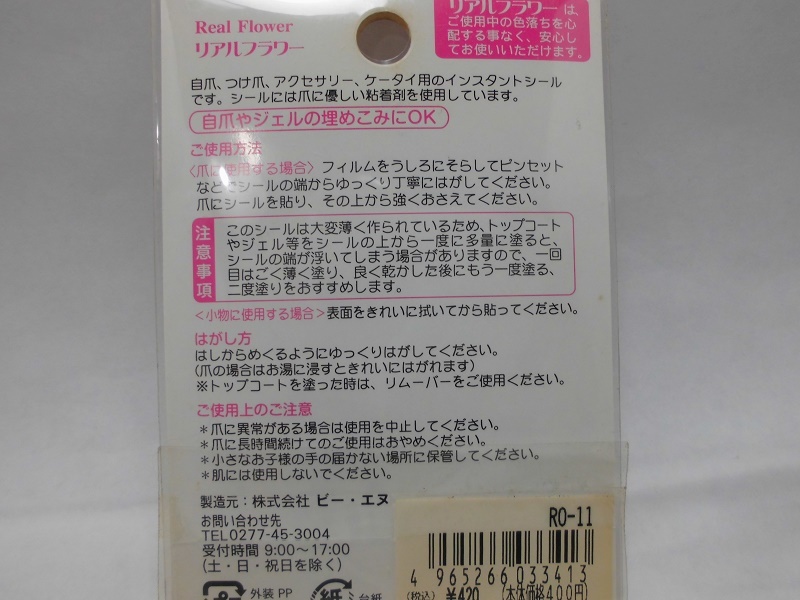 Real Flower
リアルフラワー
リアルフラワー は、
ご使用中の色落ちを心
配する事なく、安心し
てお使いいただけます。
自爪、つけ爪、アクセサリー、ケータイ用のインスタントシール
です。シールには爪に優しい粘着剤を使用しています。
自爪やジェルの埋めこみにOK
ご使用方法
〈爪に使用する場合〉フィルムをうしろにそらしてピンセット
などでシールの端からゆっくり丁寧にはがしてください。
爪にシールを貼り、その上から強くおさえてください。
注意事項
このシールは大変薄く作られているため、トップコート
やジェル等をシールの上から一度に多量に塗ると、
シールの端が浮いてしまう場合がありますので、一回
目はごく薄く塗り、良く乾かした後にもう一度塗る、
二度塗りをおすすめします。
<小物に使用する場合>表面をきれいに拭いてから貼ってください。
はがし方
はしからめくるようにゆっくりはがしてください。
(爪の場合はお湯に浸すときれいにはがれます)
※トップコートを塗った時は、リムーバーをご使用ください。
ご使用上のご注意
＊爪に異常がある場合は使用を中止してください。
＊爪に長時間続けてのご使用はおやめください。
＊小さなお子様の手の届かない場所に保管してください。
＊肌には使用しないでください。
製造元：株式会社 ビー・エヌ
お問い合わせ先
TEL0277-45-3004
受付時間 9:00〜17:00
(土・日・祝日を除く)
外装 PP
紙 台紙
RO-11
4 965266 033413
(税込) ¥420 (本体価格400円)